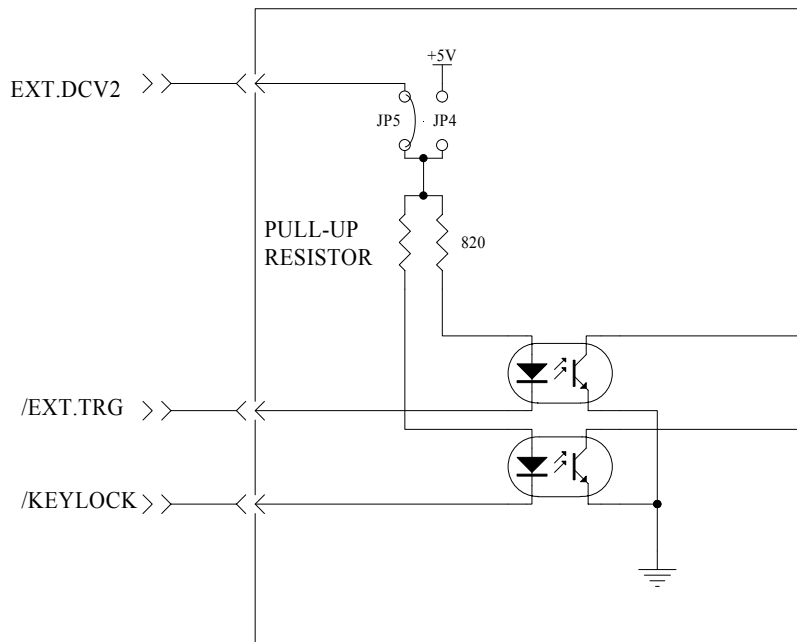 +5V
EXT.DCV2
JP5
JP4
PULL-UP
RESISTOR
820
/EXT.TRG
/KEYLOCK